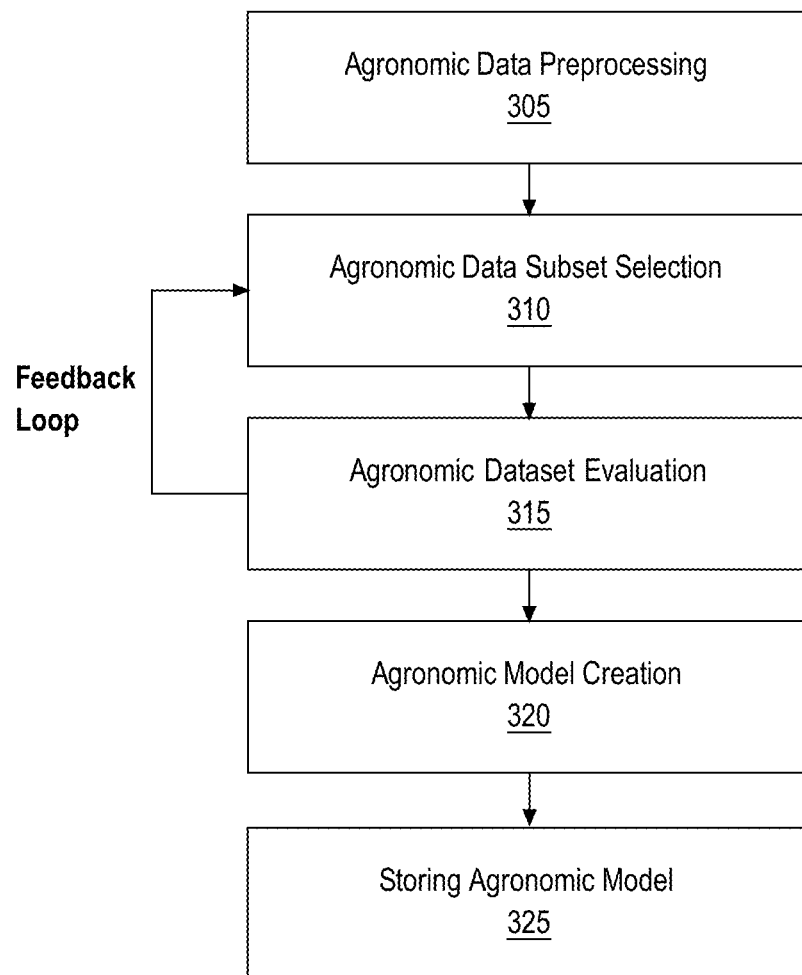 Agronomic Data Preprocessing
305
Agronomic Data Subset Selection
310
Feedback
Loop
Agronomic Dataset Evaluation
315
Agronomic Model Creation
320
Storing Agronomic Model
325